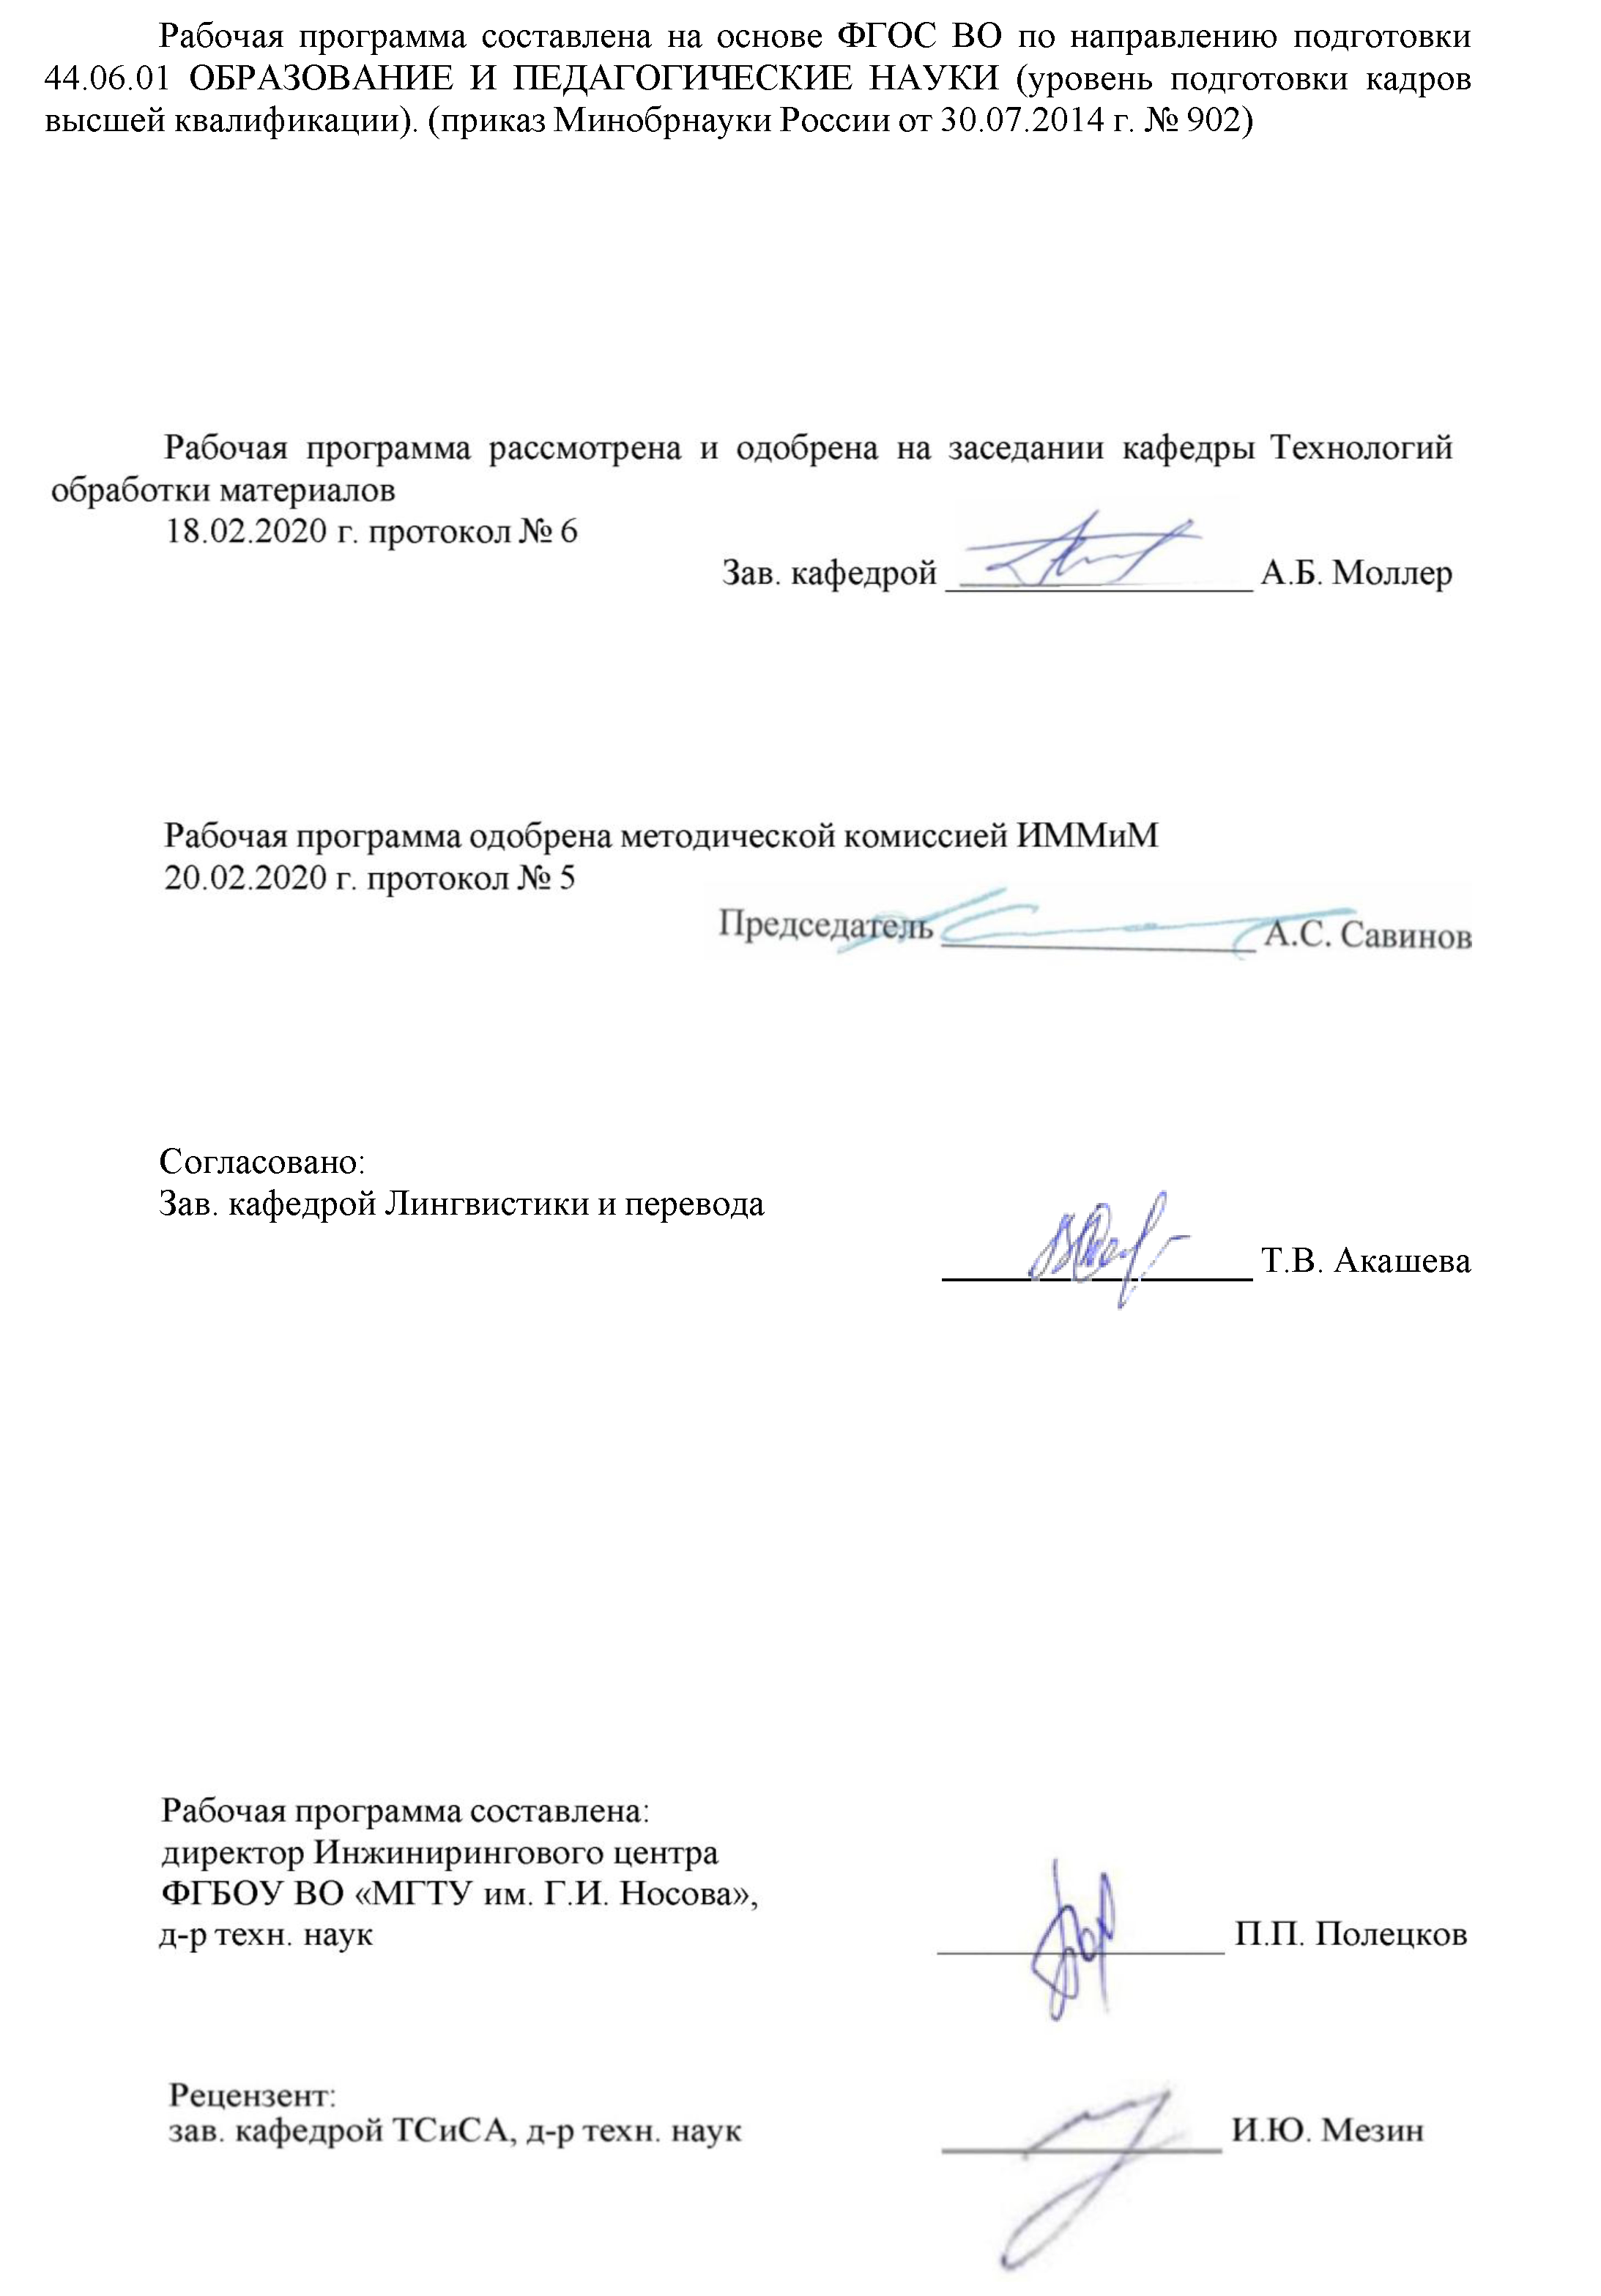 Рабочая программа составлена на основе ФГОС ВО по направлению подготовки
44.06.01 ОБРАЗОВАНИЕ И ПЕДАГОГИЧЕСКИЕ НАУКИ (уровень подготовки кадров
высшей квалификации). (приказ Минобрнауки России от 30.07.2014 г. № 902)
Рабочая программа рассмотрена и одобрена на заседании кафедры Технологий
обработки материалов
18.02.2020 г. протокол № 6
Зав. кафедрой А.Б. Моллер
Рабочая программа одобрена методической комиссией ИММиМ
20.02.2020 г. протокол № 5
Председатель А.С. Савинов
Согласовано:
Зав. кафедрой Лингвистики и перевода
Т.В. Акашева
Рабочая программа составлена:
директор Инжинирингового центра
ФГБОУ ВО «МГТУ им. Г.И. Носова»,
д-р техн. наук П.П. Полецков
Рецензент:
зав. кафедрой ТСиСА, д-р техн. наук И.Ю. Мезин